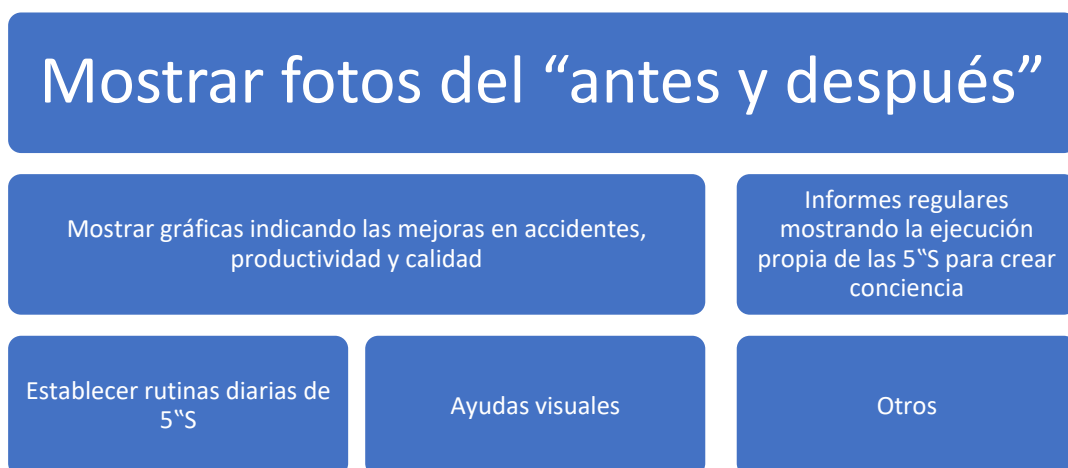 Mostrar fotos del “antes y después”
Mostrar gráficas indicando las mejoras en accidentes,
productividad y calidad
Informes regulares
mostrando la ejecución
propia de las 5‟S para crear
conciencia
Establecer rutinas diarias de
5‟S
Ayudas visuales
Otros